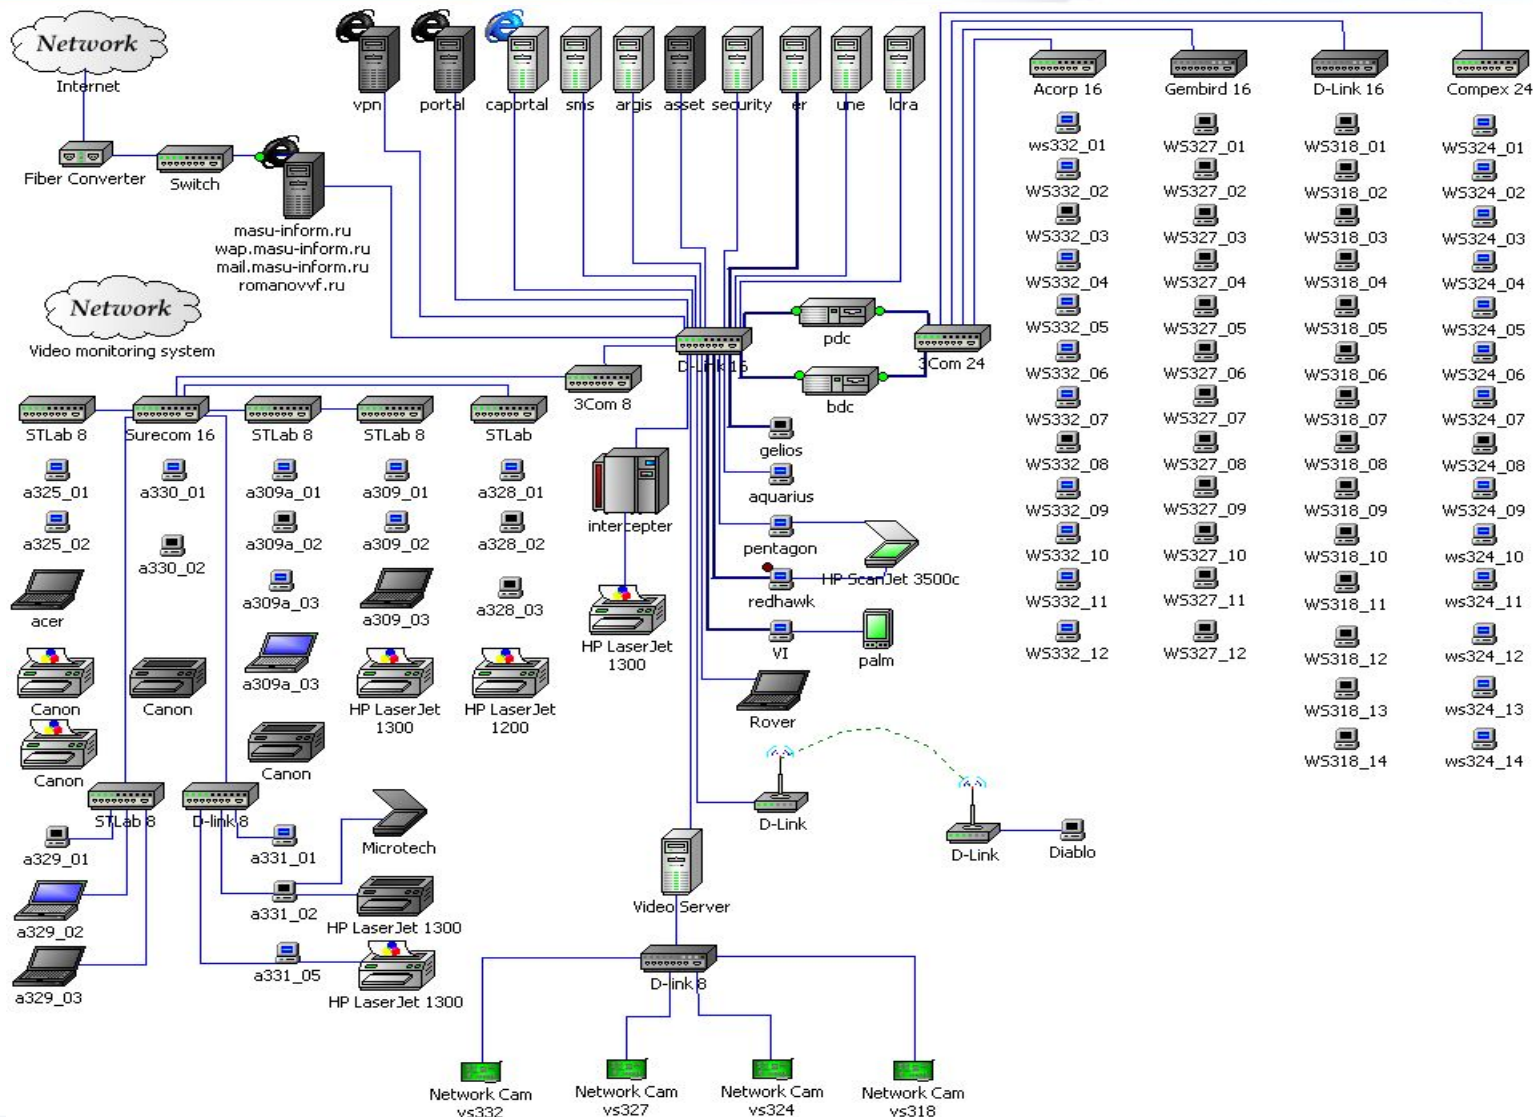 Network
Internet
Fiber Converter
Switch
masu-inform.ru
wap.masu-inform.ru
mail.masu-inform.ru
romanovvf.ru
vpn
portal
caportal
sms
argis
asset
security
er
une
lora
Network
Video monitoring system
D-Link 16
3Com 8
pdc
bdc
3Com 24
STLab 8
Surecom 16
STLab 8
STLab 8
STLab
a325_01
a330_01
a309a_01
a309_01
a328_01
a325_02
a330_02
a309a_02
a309_02
a328_02
acer
a309a_03
a309_03
a328_03
Canon
Canon
a309a_03
HP LaserJet
1300
HP LaserJet
1200
Canon
Canon
STLab 8
D-link 8
a329_01
a331_01
Microtech
a329_02
a331_02
HP LaserJet 1300
a329_03
a331_05
HP LaserJet 1300
intercepter
HP LaserJet
1300
gelios
aquarius
pentagon
HP ScanJet 3500c
redhawk
VI
palm
Rover
D-Link
D-Link
Diablo
Video Server
D-link 8
Network Cam
vs332
Network Cam
vs327
Network Cam
vs324
Network Cam
vs318
Acorp 16
ws332_01
WS332_02
WS332_03
WS332_04
WS332_05
WS332_06
WS332_07
WS332_08
WS332_09
WS332_10
WS332_11
WS332_12
Gembird 16
WS327_01
WS327_02
WS327_03
WS327_04
WS327_05
WS327_06
WS327_07
WS327_08
WS327_09
WS327_10
WS327_11
WS327_12
D-Link 16
WS318_01
WS318_02
WS318_03
WS318_04
WS318_05
WS318_06
WS318_07
WS318_08
WS318_09
WS318_10
WS318_11
WS318_12
WS318_13
WS318_14
Compex 24
WS324_01
WS324_02
WS324_03
WS324_04
WS324_05
WS324_06
WS324_07
WS324_08
WS324_09
ws324_10
ws324_11
ws324_12
ws324_13
ws324_14